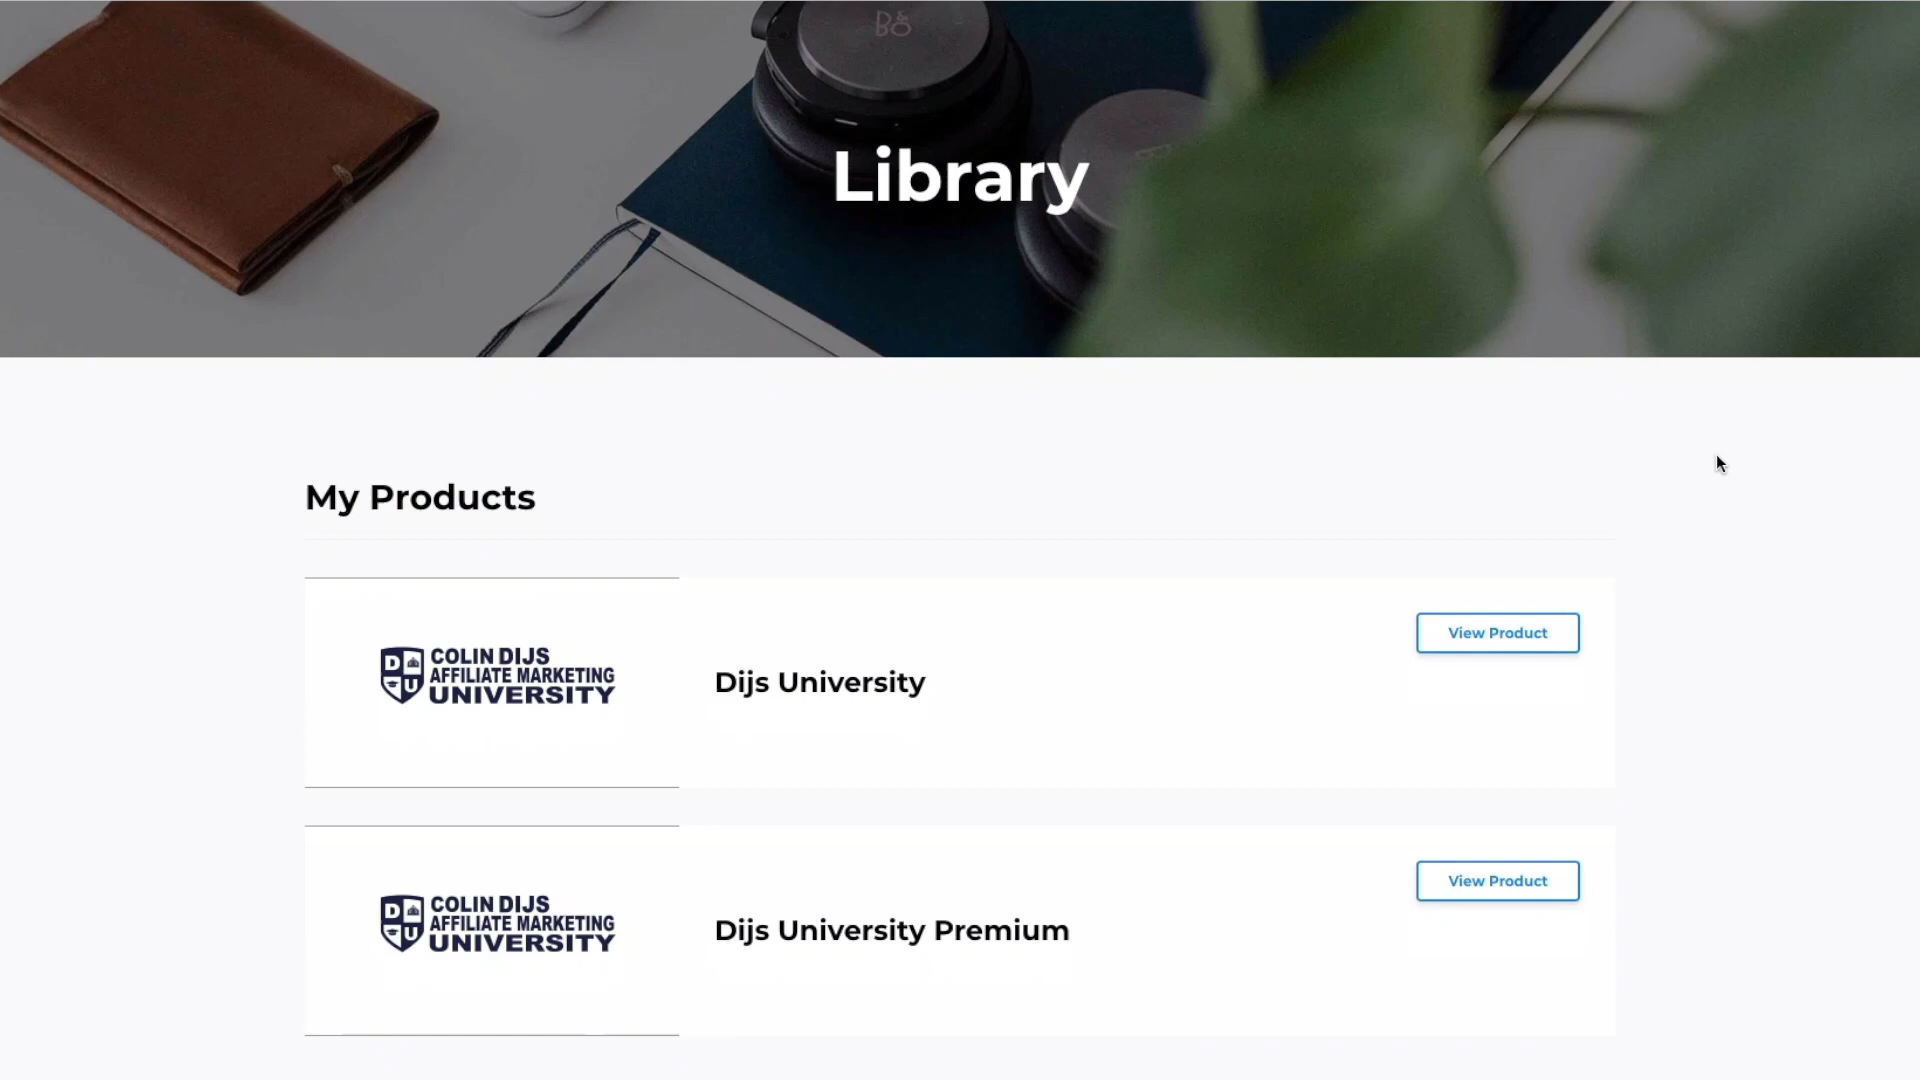 B&O
Library
My Products
View Product
D
U
COLIN DIJS
AFFILIATE MARKETING
UNIVERSITY
Dijs University
View Product
D
U
COLIN DIJS
AFFILIATE MARKETING
UNIVERSITY
Dijs University Premium